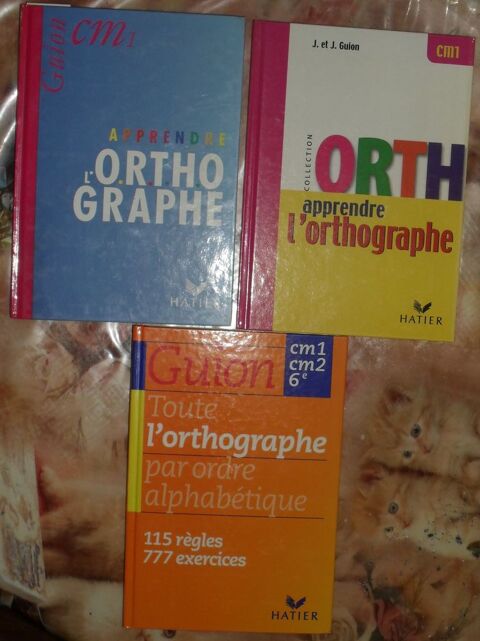 Guion cm1
APPRENDRE
L'ORTHO
GRAPHE
HATIER
J. et J. Guion
CM1
COLLECTION
ORTH
apprendre
l'orthographe
HATIER
Guion
cm1
cm2
6e
Toute
l'orthographe
par ordre
alphabétique
115 règles
777 exercices
HATIER